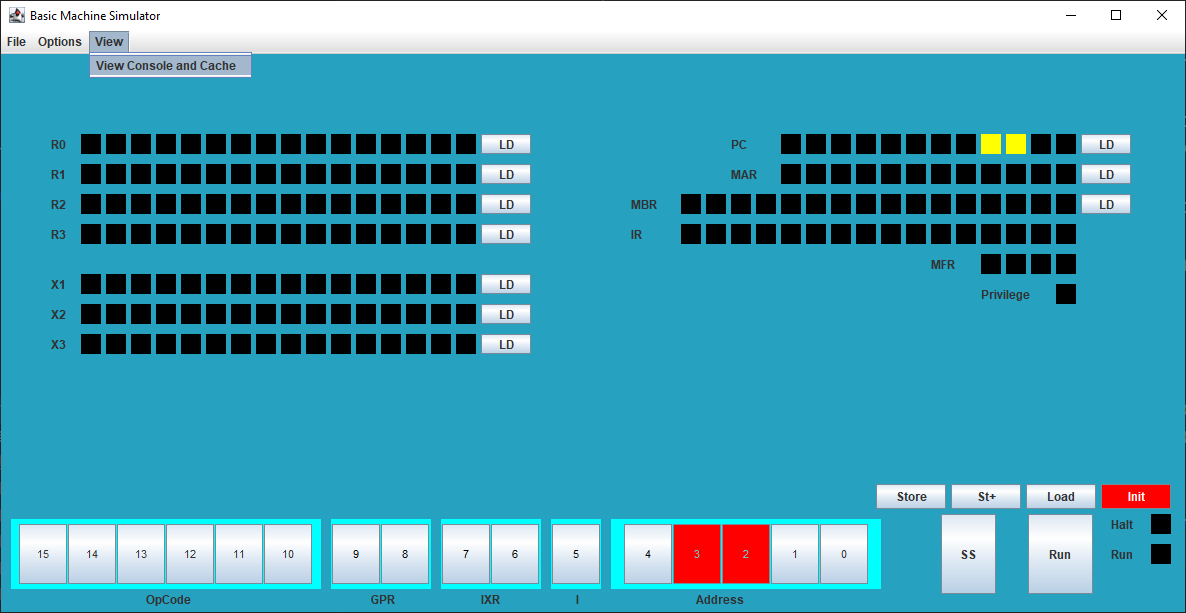 Basic Machine Simulator
File Options View
View Console and Cache
R0 LD PC LD
R1 LD MAR LD
R2 LD MBR LD
R3 LD IR
MFR
X1 LD
Privilege
X2 LD
X3 LD
Store St+ Load Init
15 14 13 12 11 10 9 8 7 6 5 4 3 2 1 0 SS Run Halt
Run
OpCode GPR IXR I Address